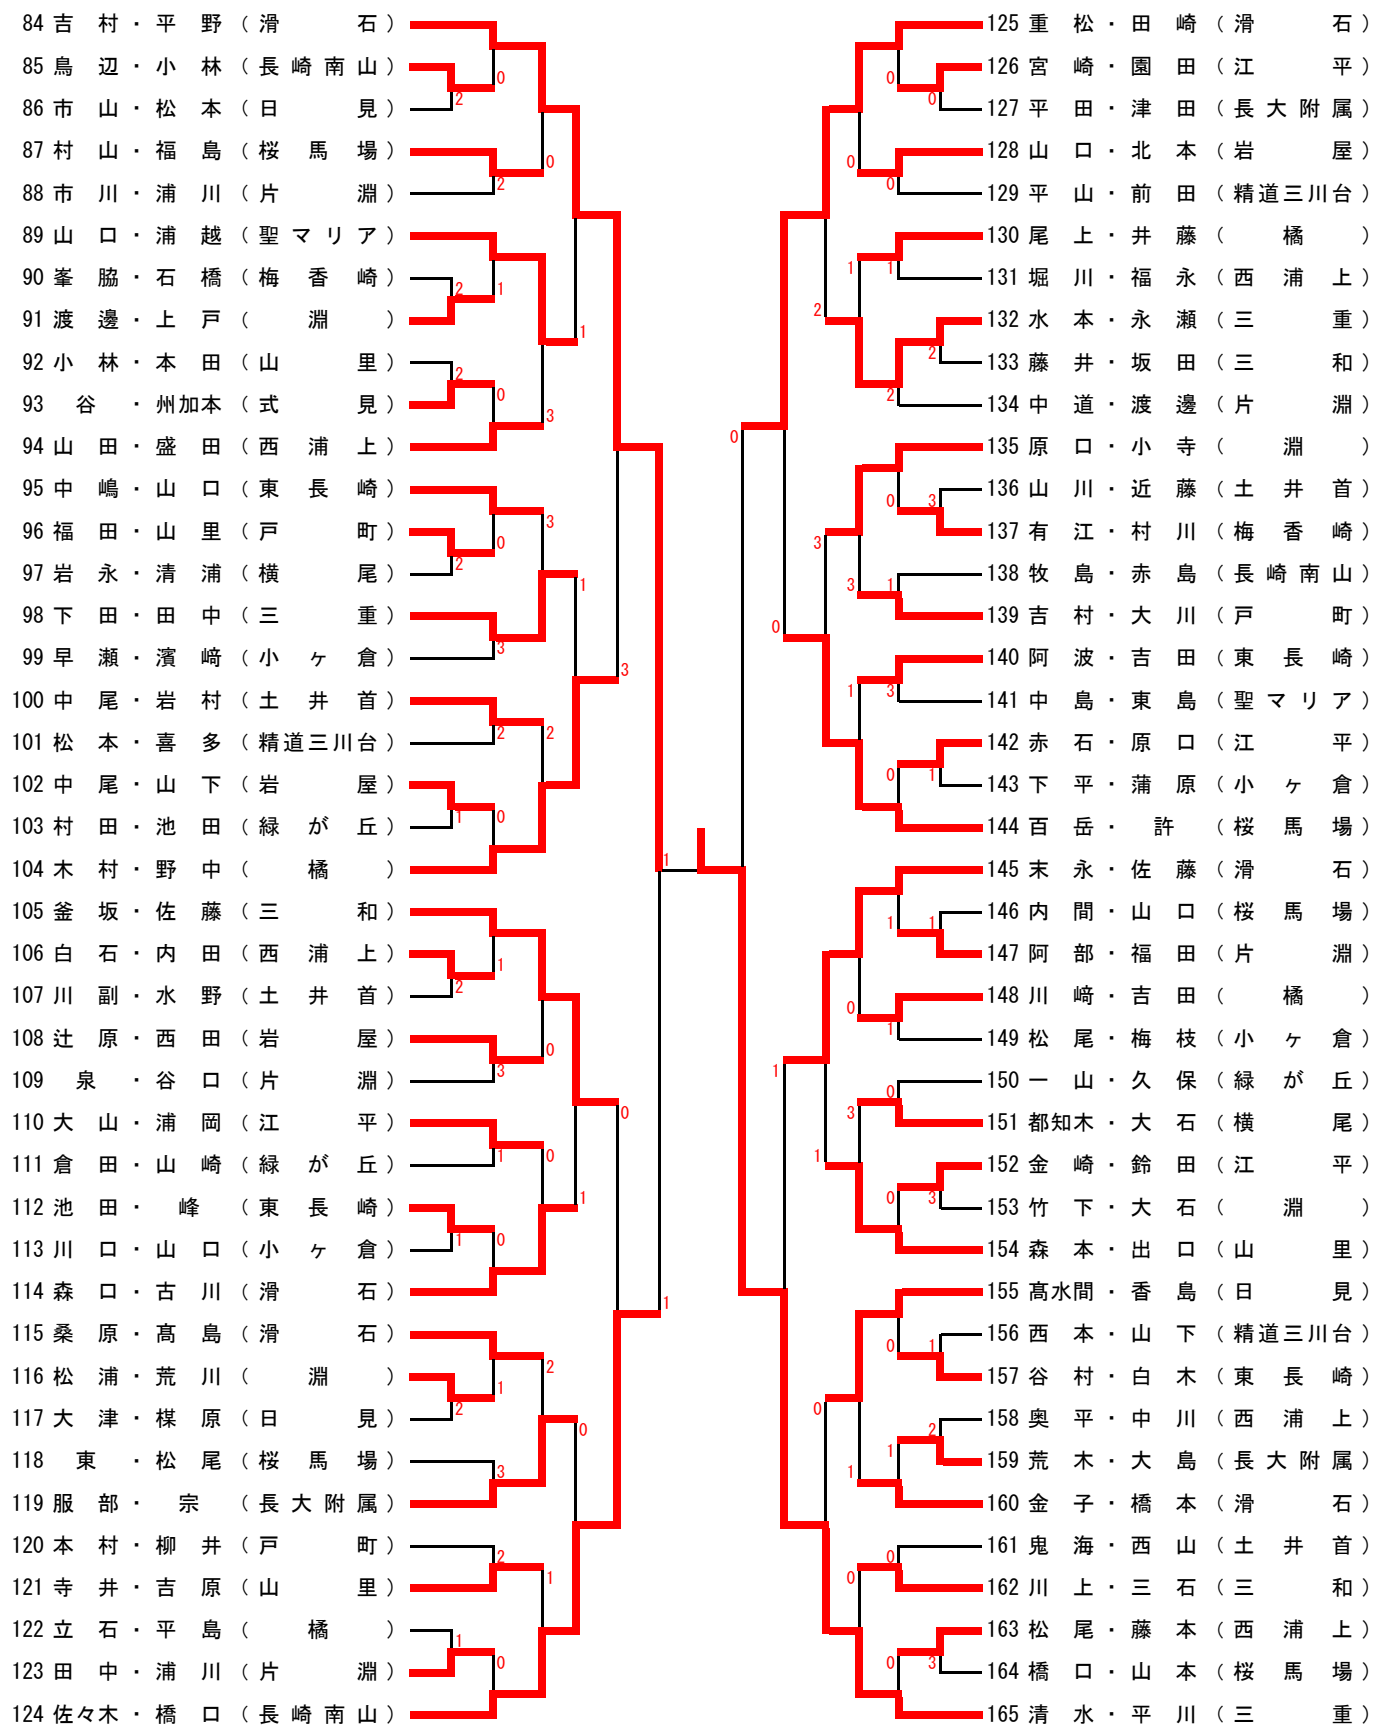 84 吉村・平野（滑石）
85 鳥辺・小林（長崎南山）
86 市山・松本（日見）
87 村山・福島（桜馬場）
88 市川・浦川（片淵）
89 山口・浦越（聖マリア）
90 峯脇・石橋（梅香崎）
91 渡邊・上戸（淵）
92 小林・本田（山里）
93 谷・州加本（式見）
94 山田・盛田（西浦上）
95 中嶋・山口（東長崎）
96 福田・山里（戸町）
97 岩永・清浦（横尾）
98 下田・田中（三重）
99 早瀬・濱﨑（小ヶ倉）
100 中尾・岩村（土井首）
101 松本・喜多（精道三川台）
102 中尾・山下（岩屋）
103 村田・池田（緑が丘）
104 木村・野中（橘）
105 釜坂・佐藤（三和）
106 白石・内田（西浦上）
107 川副・水野（土井首）
108 辻原・西田（岩屋）
109 泉・谷口（片淵）
110 大山・浦岡（江平）
111 倉田・山崎（緑が丘）
112 池田・峰（東長崎）
113 川口・山口（小ヶ倉）
114 森口・古川（滑石）
115 桑原・髙島（滑石）
116 松浦・荒川（淵）
117 大津・楳原（日見）
118 東・松尾（桜馬場）
119 服部・宗（長大附属）
120 本村・柳井（戸町）
121 寺井・吉原（山里）
122 立石・平島（橘）
123 田中・浦川（片淵）
124 佐々木・橋口（長崎南山）
125 重松・田崎（滑石）
126 宮崎・園田（江平）
127 平田・津田（長大附属）
128 山口・北本（岩屋）
129 平山・前田（精道三川台）
130 尾上・井藤（橘）
131 堀川・福永（西浦上）
132 水本・永瀬（三重）
133 藤井・坂田（三和）
134 中道・渡邊（片淵）
135 原口・小寺（淵）
136 山川・近藤（土井首）
137 有江・村川（梅香崎）
138 牧島・赤島（長崎南山）
139 吉村・大川（戸町）
140 阿波・吉田（東長崎）
141 中島・東島（聖マリア）
142 赤石・原口（江平）
143 下平・蒲原（小ヶ倉）
144 百岳・許（桜馬場）
145 末永・佐藤（滑石）
146 内間・山口（桜馬場）
147 阿部・福田（片淵）
148 川﨑・吉田（橘）
149 松尾・梅枝（小ヶ倉）
150 一山・久保（緑が丘）
151 都知木・大石（横尾）
152 金崎・鈴田（江平）
153 竹下・大石（淵）
154 森本・出口（山里）
155 髙水間・香島（日見）
156 西本・山下（精道三川台）
157 谷村・白木（東長崎）
158 奥平・中川（西浦上）
159 荒木・大島（長大附属）
160 金子・橋本（滑石）
161 鬼海・西山（土井首）
162 川上・三石（三和）
163 松尾・藤本（西浦上）
164 橋口・山本（桜馬場）
165 清水・平川（三重）